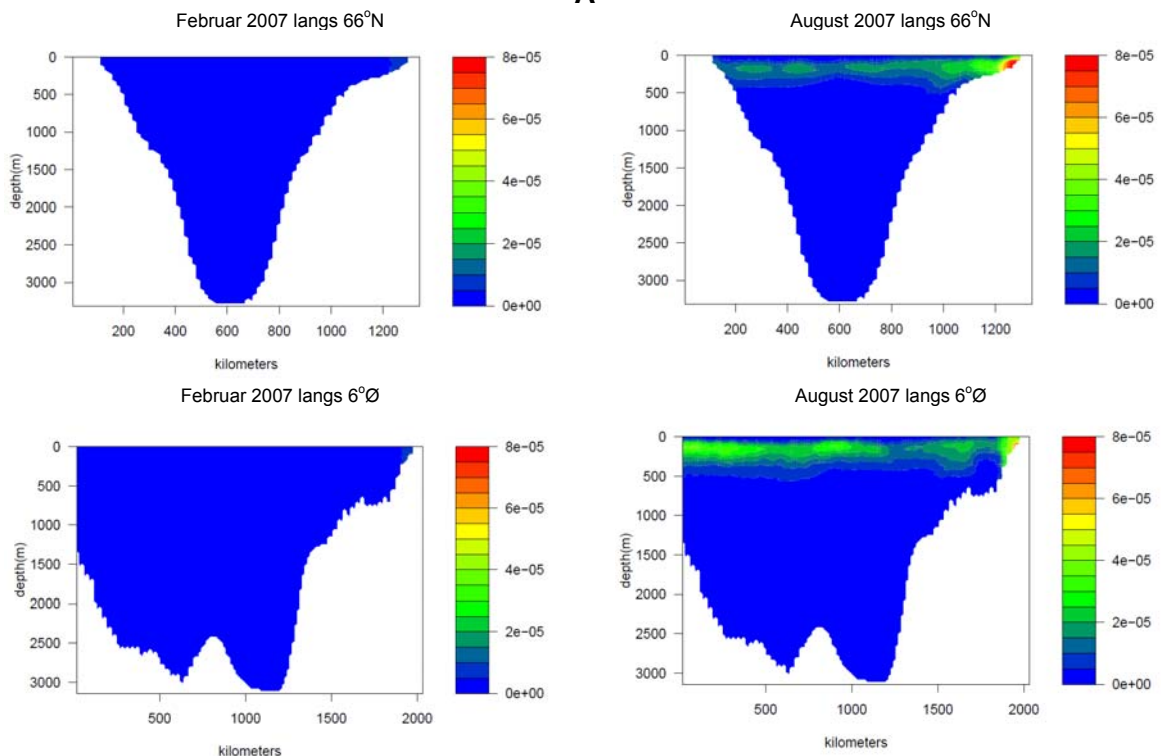 A
Februar 2007 langs 66°N
0
500
1000
1500
2000
2500
3000
depth(m)
200 400 600 800 1000 1200
kilometers
8e−05
6e−05
4e−05
2e−05
0e+00
August 2007 langs 66°N
0
500
1000
1500
2000
2500
3000
depth(m)
200 400 600 800 1000 1200
kilometers
8e−05
6e−05
4e−05
2e−05
0e+00
Februar 2007 langs 6°Ø
0
500
1000
1500
2000
2500
3000
depth(m)
500 1000 1500 2000
kilometers
8e−05
6e−05
4e−05
2e−05
0e+00
August 2007 langs 6°Ø
0
500
1000
1500
2000
2500
3000
depth(m)
500 1000 1500 2000
kilometers
8e−05
6e−05
4e−05
2e−05
0e+00